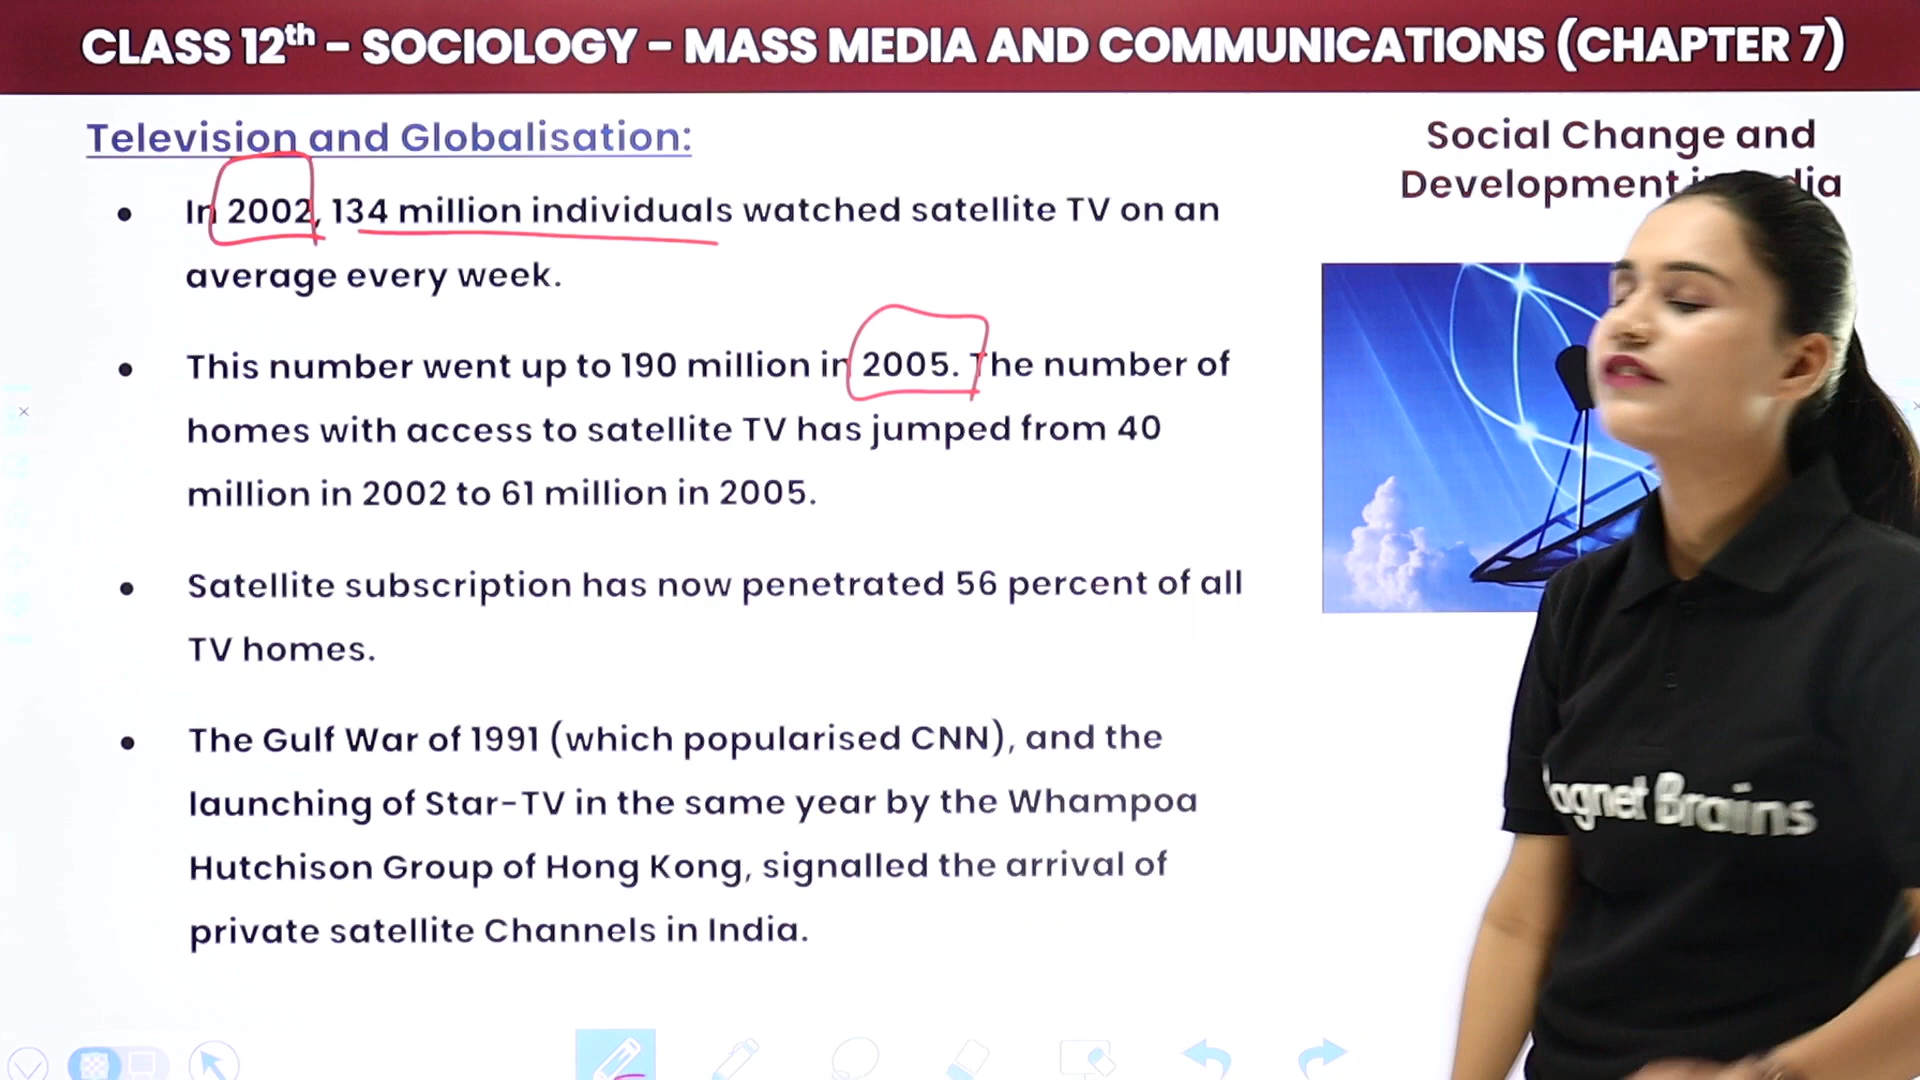 CLASS 12th – SOCIOLOGY – MASS MEDIA AND COMMUNICATIONS (CHAPTER 7)
Television and Globalisation:
Social Change and
Development
• In 2002, 134 million individuals watched satellite TV on an
average every week.
• This number went up to 190 million in 2005. The number of
homes with access to satellite TV has jumped from 40
million in 2002 to 61 million in 2005.
• Satellite subscription has now penetrated 56 percent of all
TV homes.
• The Gulf War of 1991 (which popularised CNN), and the
launching of Star-TV in the same year by the Whampoa
Hutchison Group of Hong Kong, signalled the arrival of
private satellite Channels in India.
agnet Brains